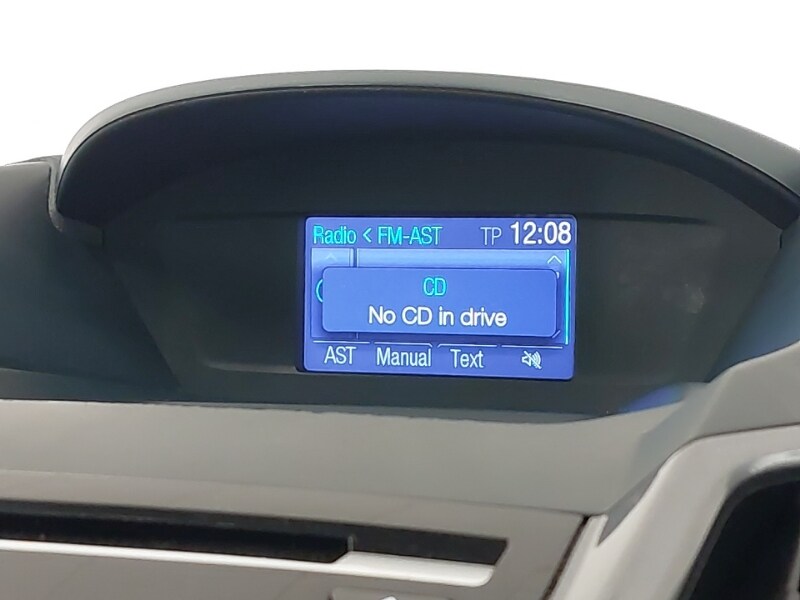 Radio < FM-AST TP 12:08
CD
No CD in drive
AST Manual Text